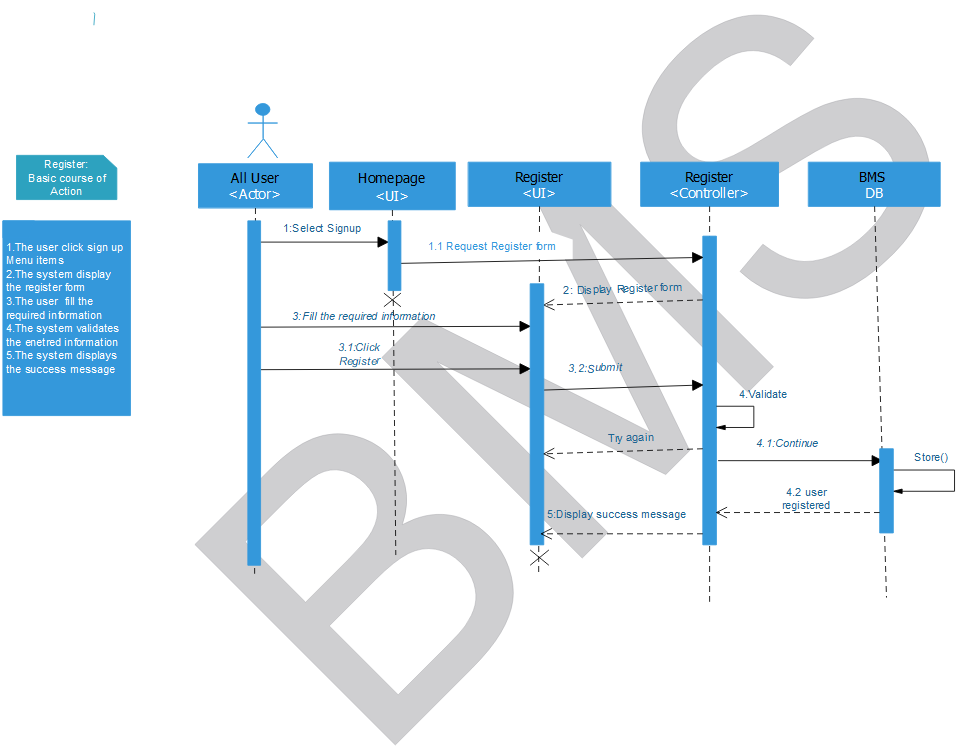 Register:
Basic course of
Action
1.The user click sign up
Menu items
2.The system display
the register form
3.The user fill the
required information
4.The system validates
the enetred information
5.The system displays
the success message
All User
<Actor>
Homepage
<UI>
Register
<UI>
Register
<Controller>
BMS
DB
1:Select Signup
1.1 Request Register form
2: Display Register form
3:Fill the required information
3.1:Click
Register
3.2:Submit
4.Validate
Try again
4.1:Continue
Store()
4.2 user
registered
5:Display success message
BMS